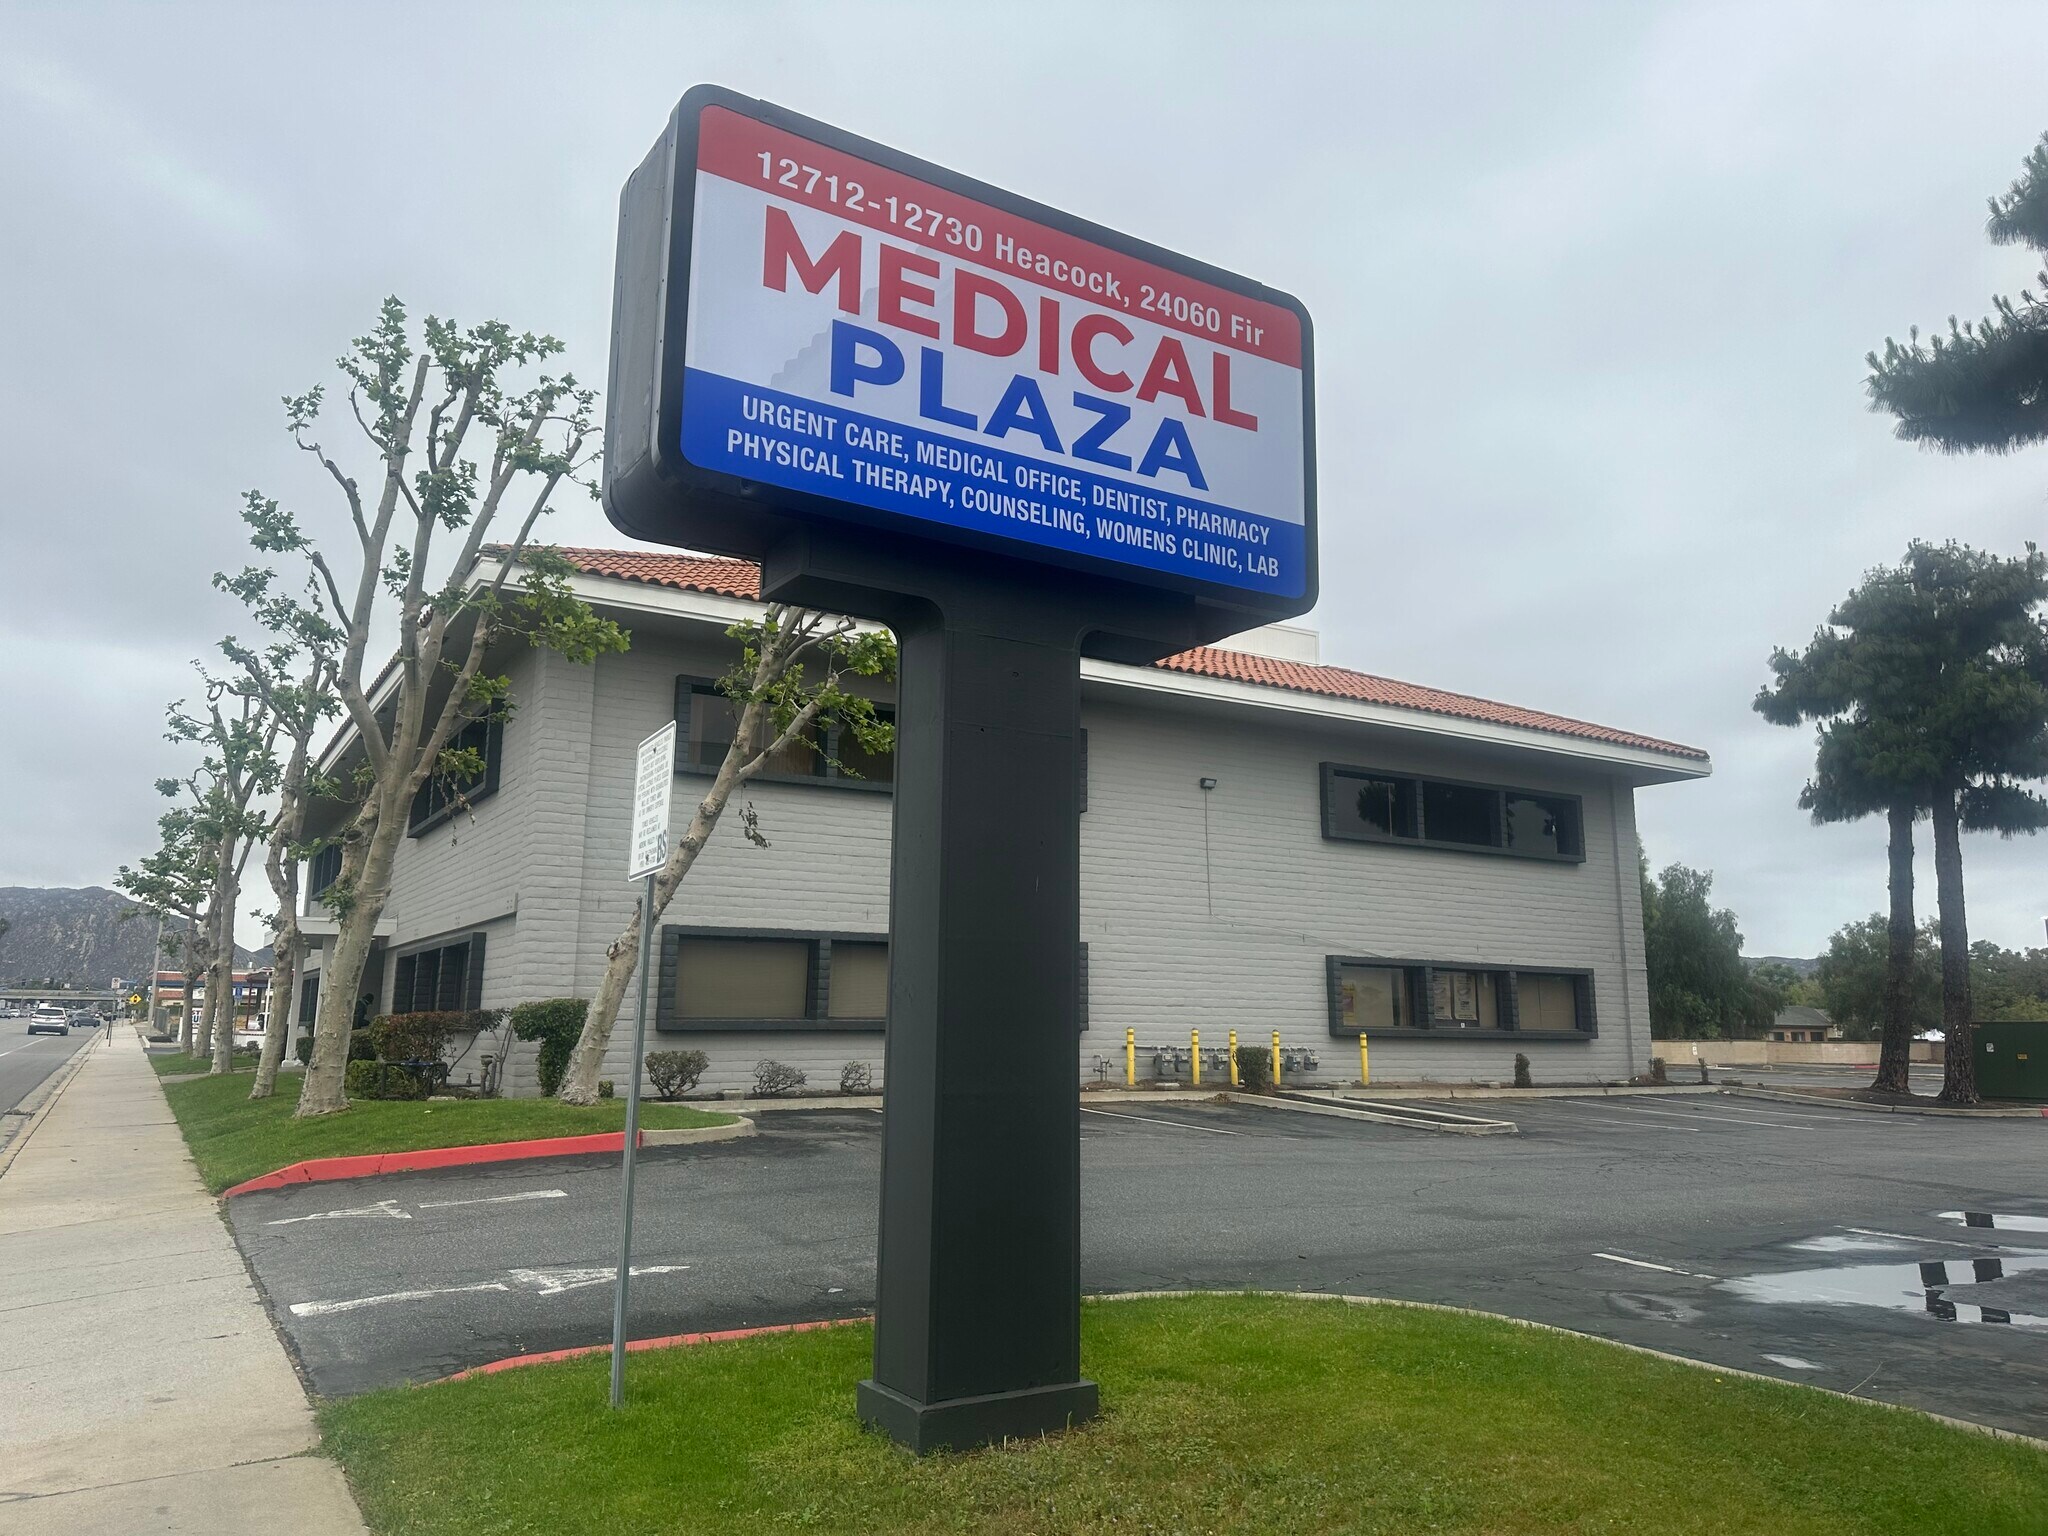 12712-12730 Heacock, 24060 Fir
MEDICAL
PLAZA
URGENT CARE, MEDICAL OFFICE, DENTIST, PHARMACY
PHYSICAL THERAPY, COUNSELING, WOMENS CLINIC, LAB
BS